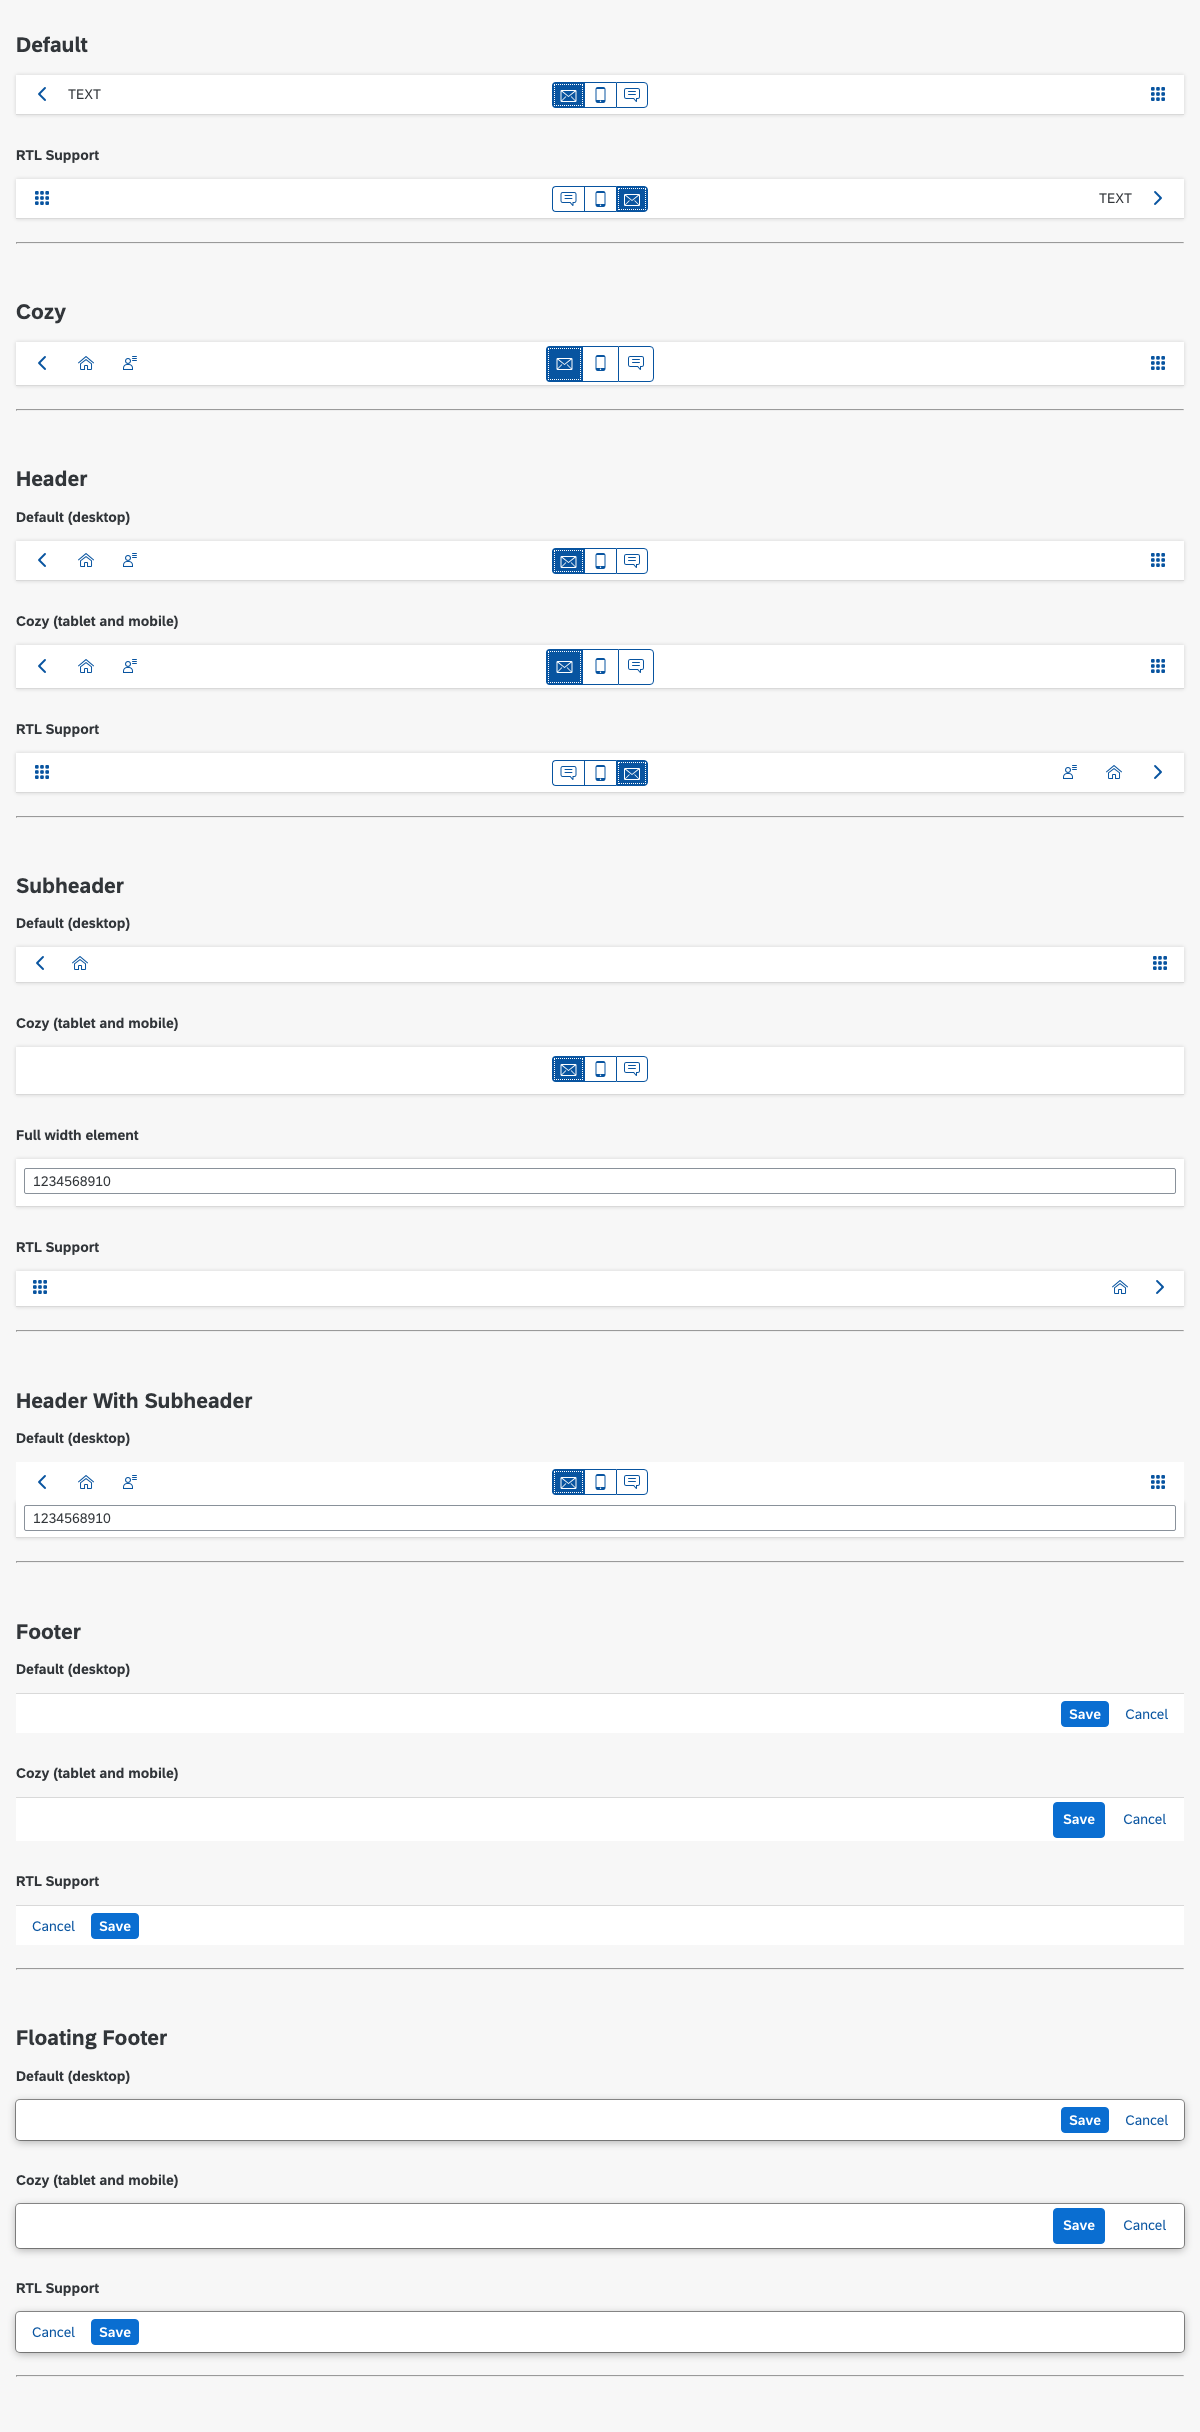 Default
TEXT
RTL Support
TEXT
Cozy
Header
Default (desktop)
Cozy (tablet and mobile)
RTL Support
Subheader
Default (desktop)
Cozy (tablet and mobile)
Full width element
1234568910
RTL Support
Header With Subheader
Default (desktop)
1234568910
Footer
Default (desktop)
Save Cancel
Cozy (tablet and mobile)
Save Cancel
RTL Support
Cancel Save
Floating Footer
Default (desktop)
Save Cancel
Cozy (tablet and mobile)
Save Cancel
RTL Support
Cancel Save